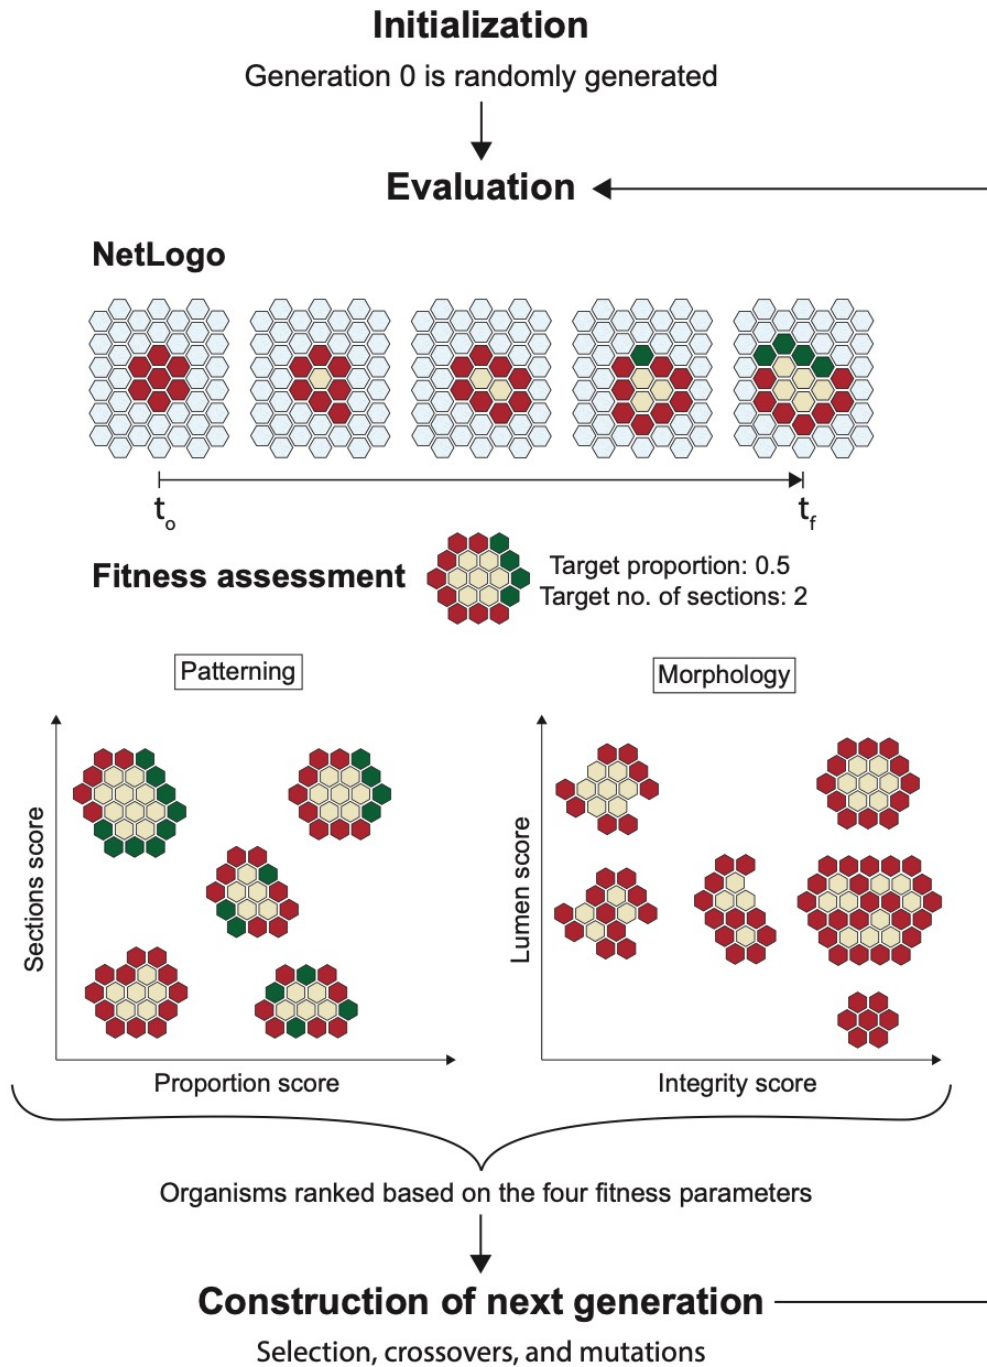 Initialization
Generation 0 is randomly generated
Evaluation
NetLogo
to
tf
Fitness assessment
Target proportion: 0.5
Target no. of sections: 2
Patterning
Morphology
Sections score
Proportion score
Lumen score
Integrity score
Organisms ranked based on the four fitness parameters
Construction of next generation
Selection, crossovers, and mutations